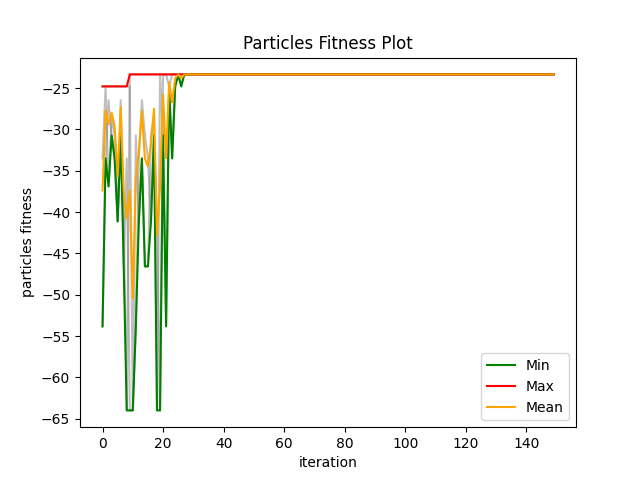 Particles Fitness Plot
particles fitness
−25
−30
−35
−40
−45
−50
−55
−60
−65
0 20 40 60 80 100 120 140
iteration
Min
Max
Mean